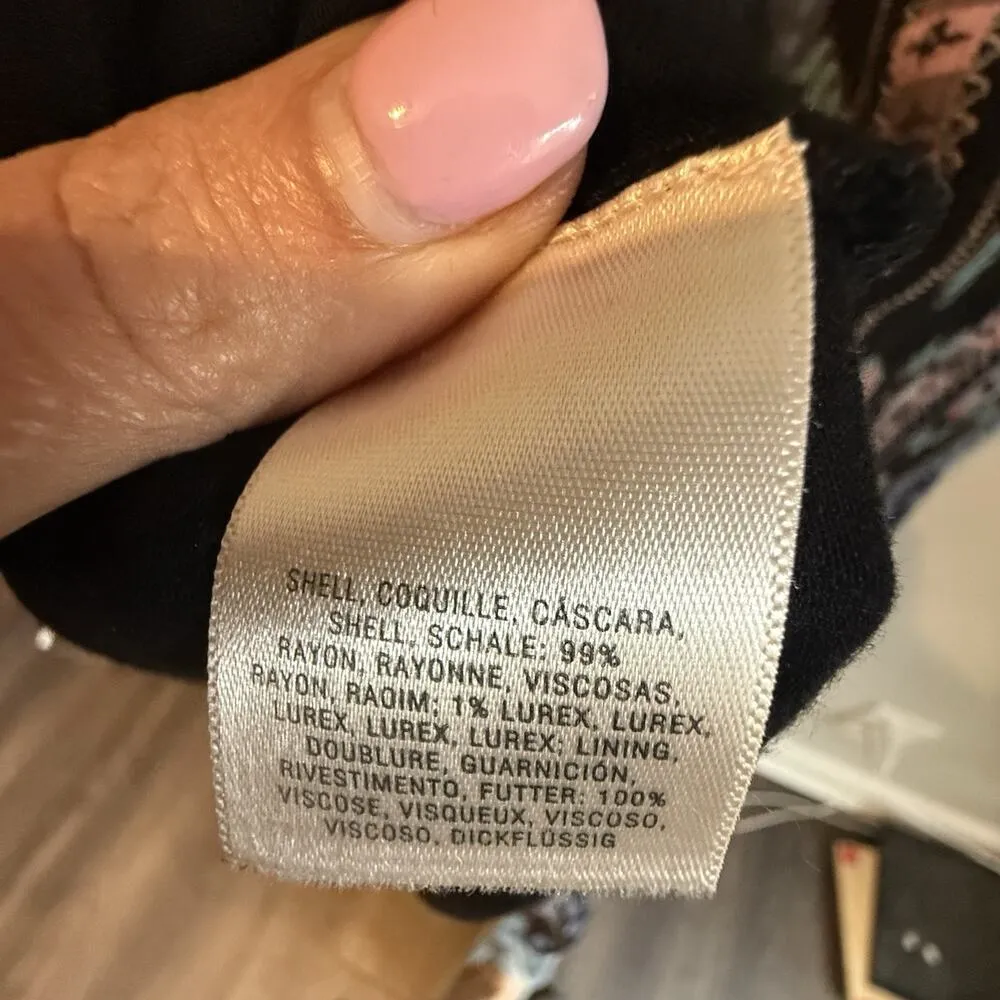 SHELL, COQUILLE, CÁSCARA,
SHELL, SCHALE: 99%
RAYON, RAYONNE, VISCOSAS,
RAYON, RAOIM; 1% LUREX, LUREX,
LUREX, LUREX, LUREX; LINING,
DOUBLURE, GUARNICIÓN,
RIVESTIMENTO, FUTTER: 100%
VISCOSE, VISQUEUX, VISCOSO,
VISCOSO, DICKFLÜSSIG